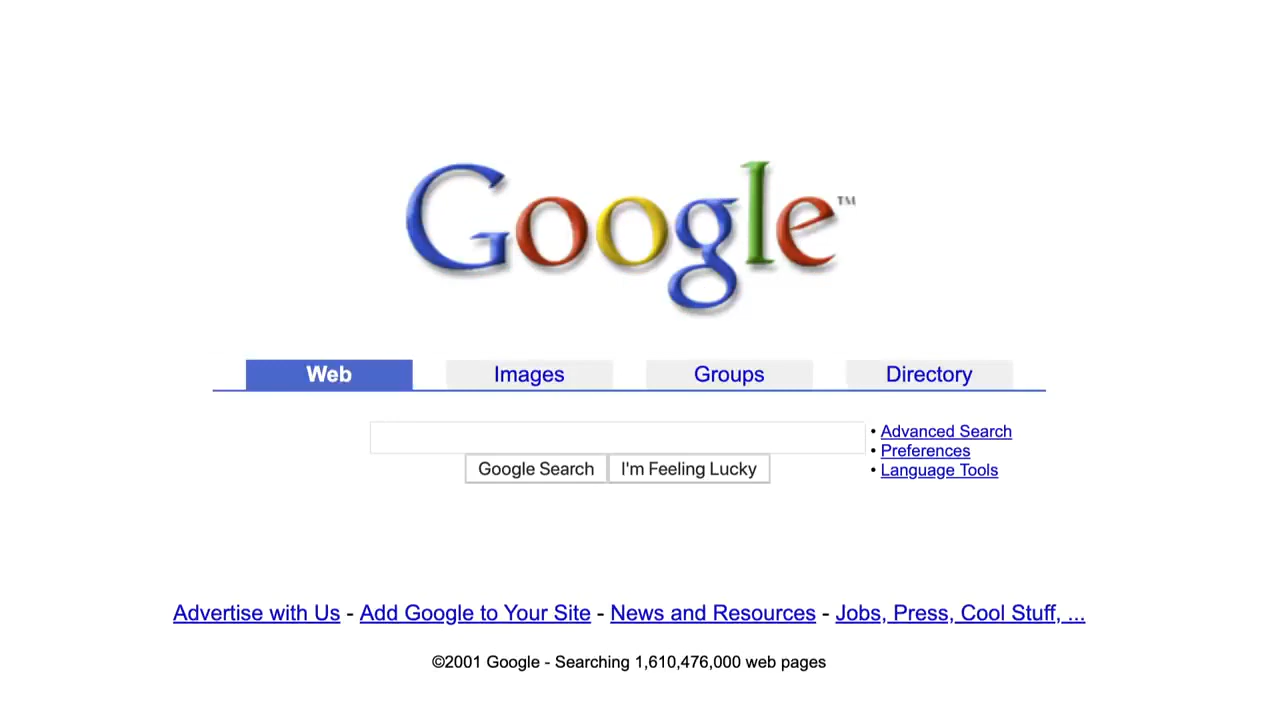 Google™
Web Images Groups Directory
• Advanced Search
• Preferences
• Language Tools
Google Search I'm Feeling Lucky
Advertise with Us - Add Google to Your Site - News and Resources - Jobs, Press, Cool Stuff, ...
©2001 Google - Searching 1,610,476,000 web pages